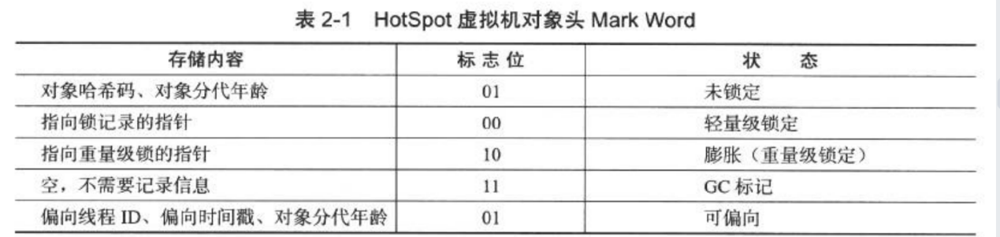 表 2-1 HotSpot 虚拟机对象头 Mark Word
存储内容 标志位 状态
对象哈希码、对象分代年龄 01 未锁定
指向锁记录的指针 00 轻量级锁定
指向重量级锁的指针 10 膨胀（重量级锁定）
空，不需要记录信息 11 GC 标记
偏向线程 ID、偏向时间戳、对象分代年龄 01 可偏向